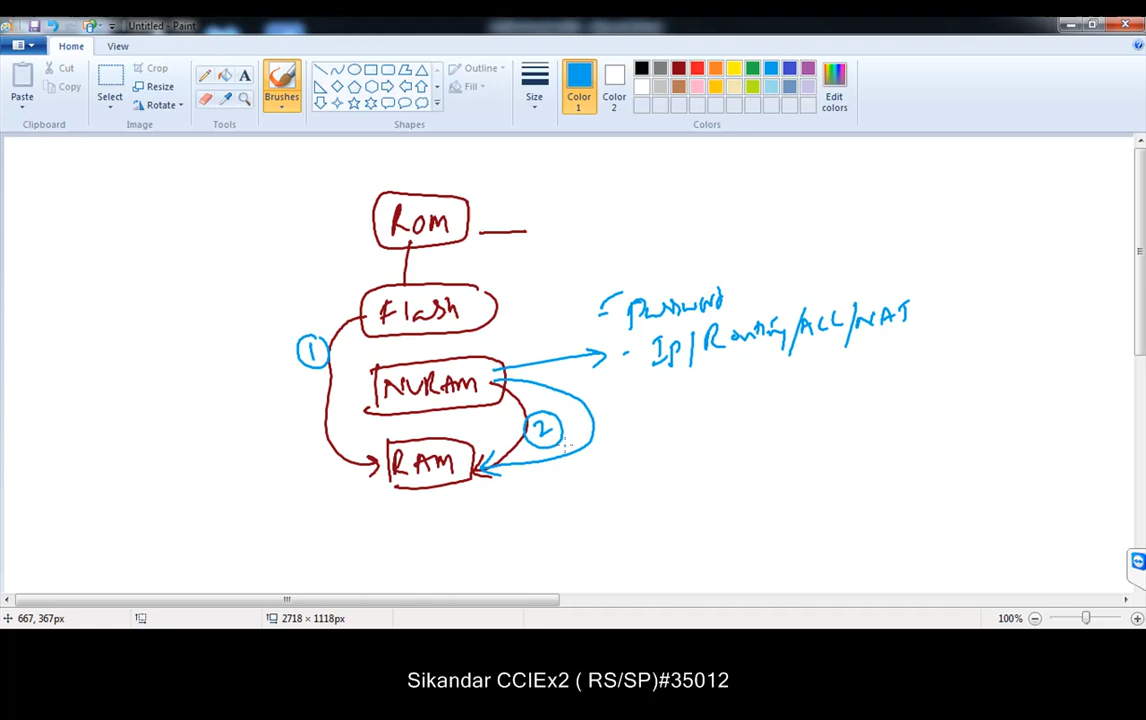 Untitled - Paint
Home
View
Paste
Cut
Copy
Clipboard
Select
Crop
Resize
Rotate
Image
A
Tools
Brushes
Shapes
Outline
Fill
Size
Color
1
Color
2
Edit
colors
Colors
Rom
Flash
1
NVRAM
2
RAM
- password
- Ip/Routing/ACL/NAT
667, 367px
2718 × 1118px
100%
Sikandar CCIEx2 ( RS/SP)#35012